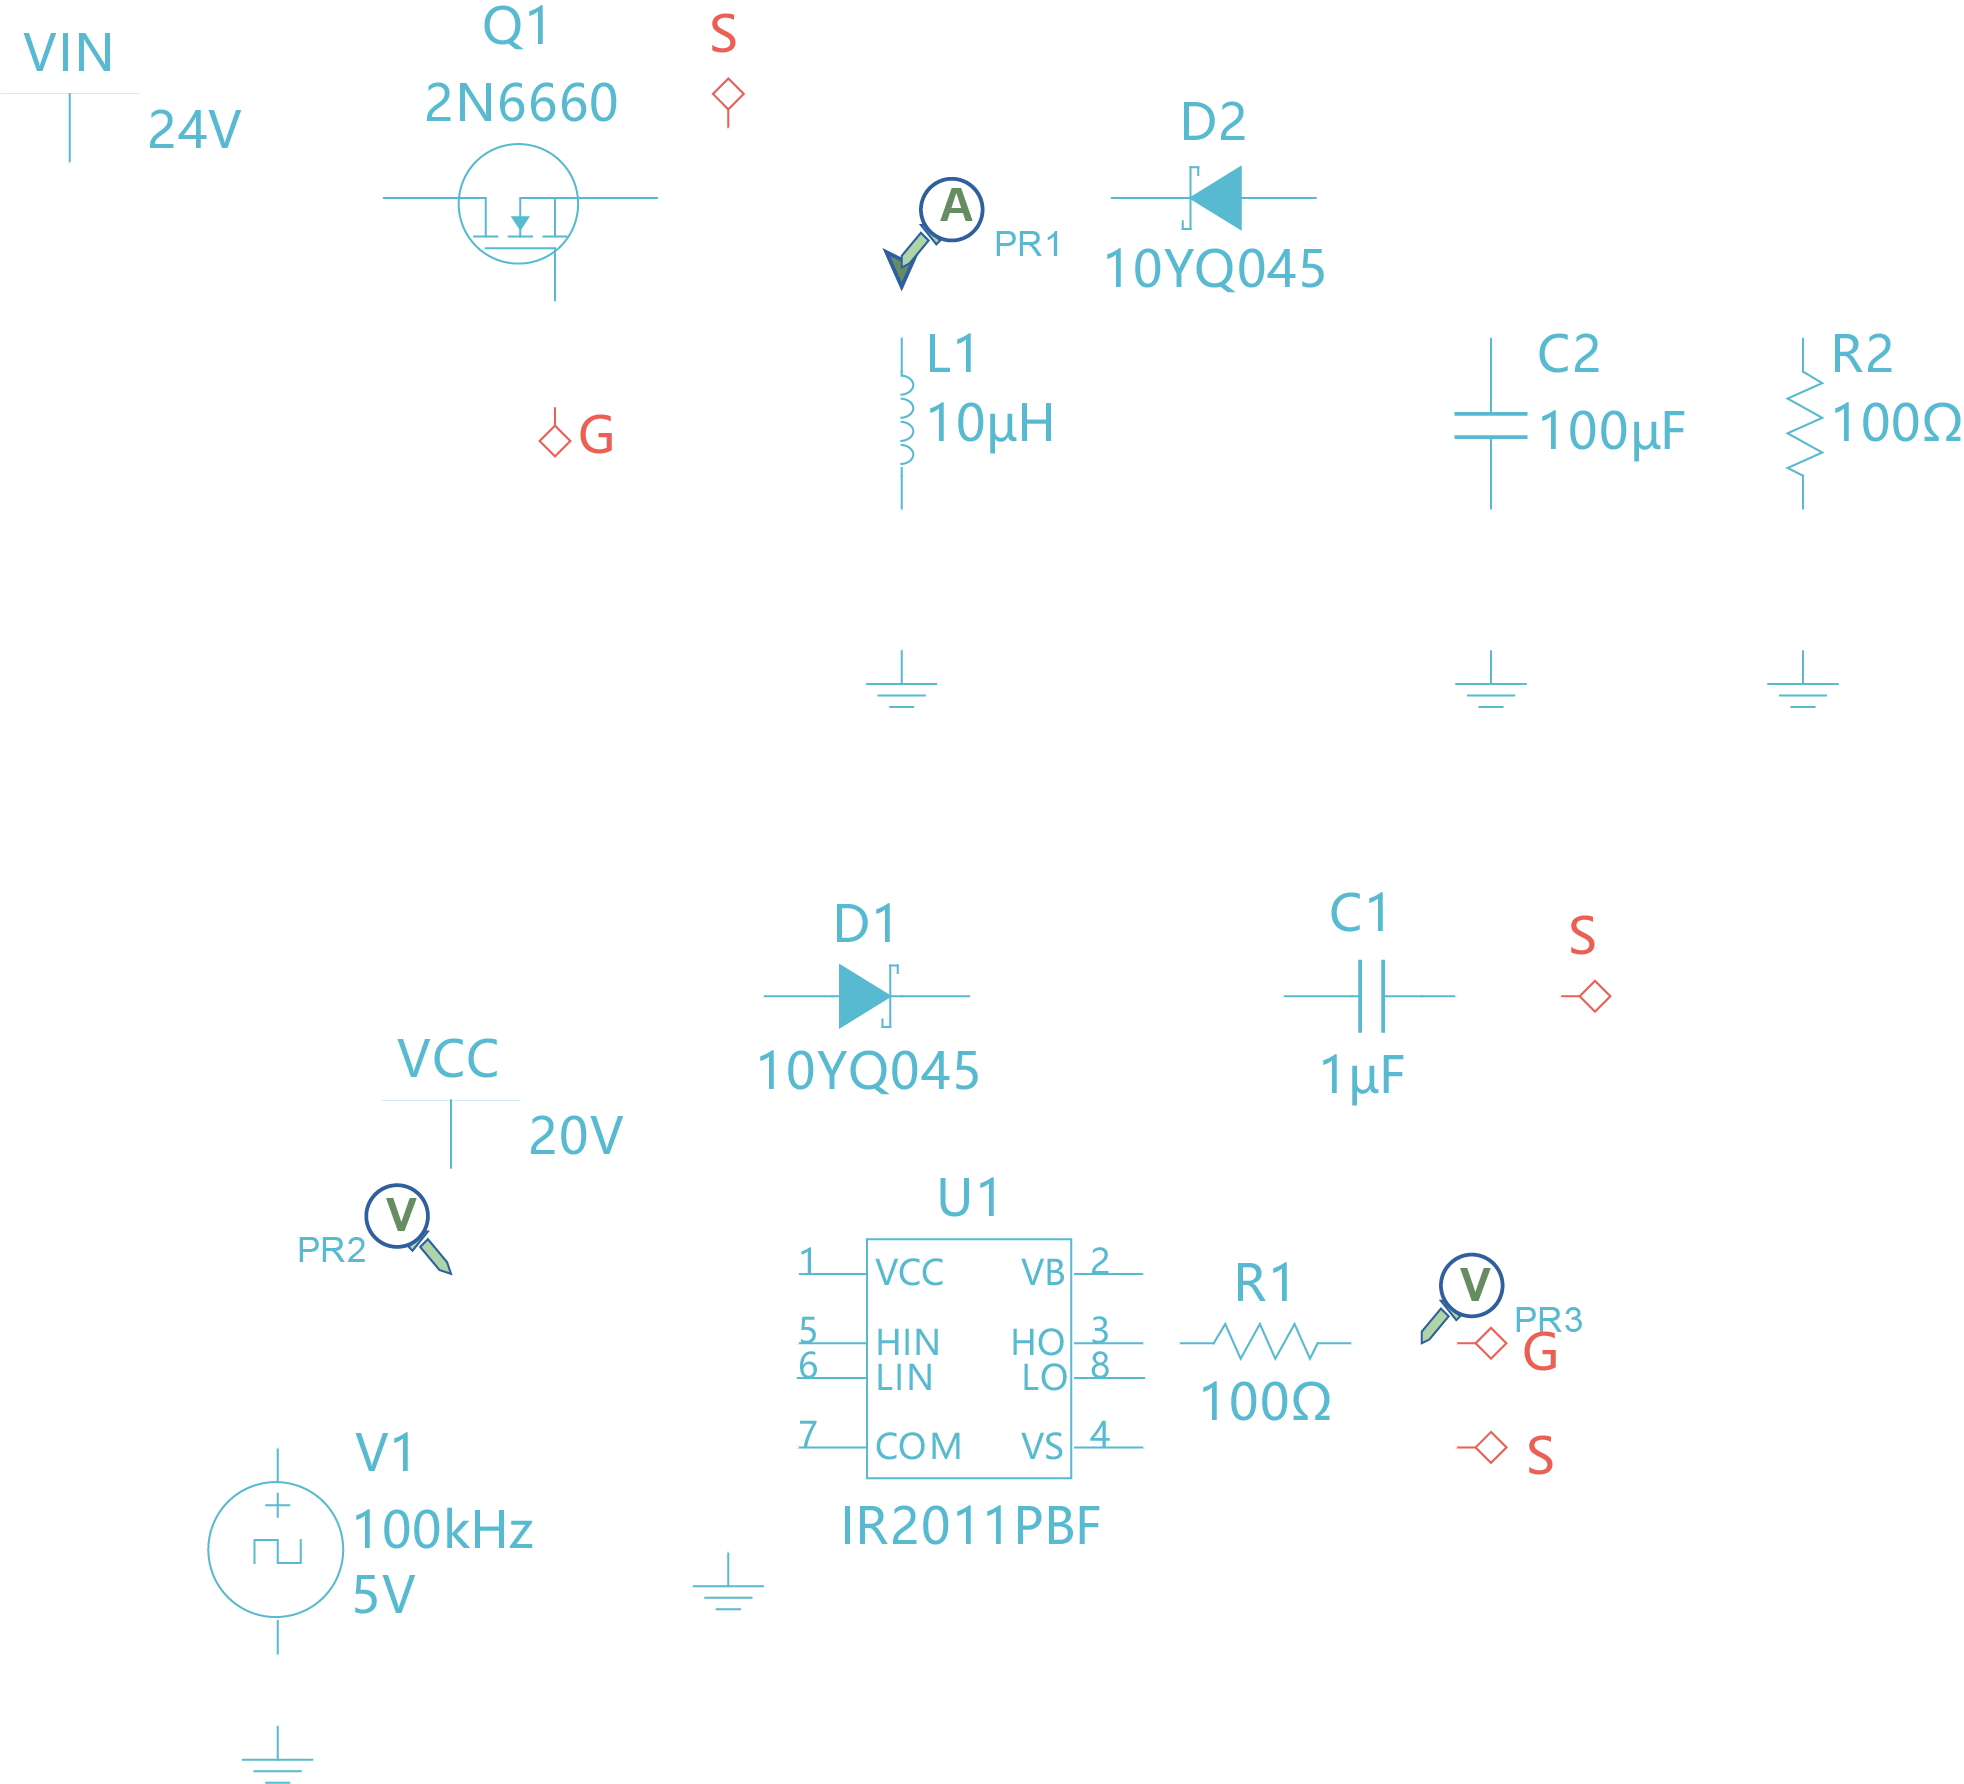 VIN
24V
Q1
2N6660
S
A
PR1
D2
10YQ045
G
L1
10µH
C2
100µF
R2
100Ω
D1
10YQ045
C1
1µF
S
VCC
20V
V
PR2
U1
1
VCC
VB
2
5
HIN
HO
3
6
LIN
LO
8
7
COM
VS
4
IR2011PBF
R1
100Ω
V
PR3
G
S
V1
100kHz
5V